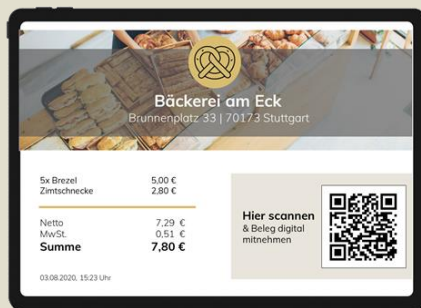 Bäckerei am Eck
Brunnenplatz 33 | 70173 Stuttgart
5x Brezel 5,00 €
Zimtschnecke 2,80 €
Netto 7,29 €
MwSt. 0,51 €
Summe 7,80 €
Hier scannen
& Beleg digital
mitnehmen
03.08.2020, 15:23 Uhr